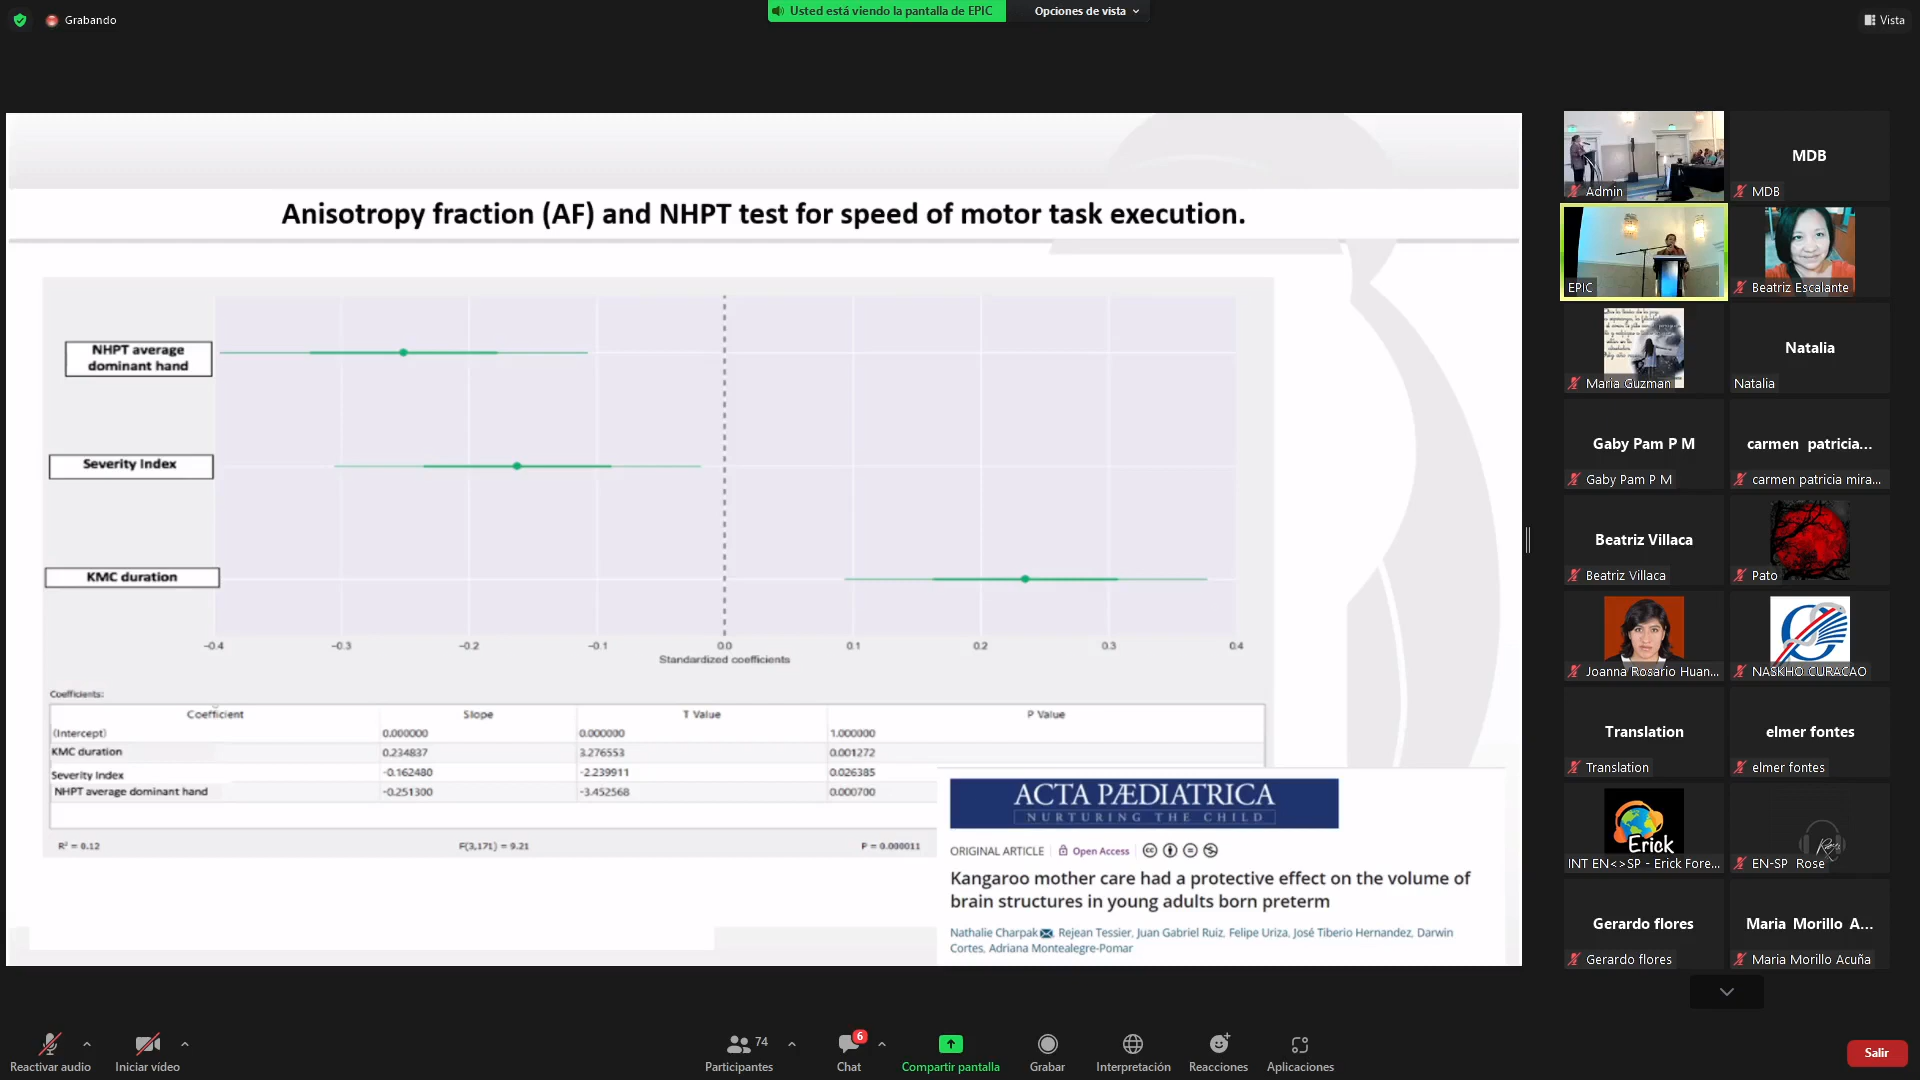 Grabando
Usted está viendo la pantalla de EPIC
Opciones de vista
Vista
Anisotropy fraction (AF) and NHPT test for speed of motor task execution.
NHPT average
dominant hand
Severity Index
KMC duration
-0.4 -0.3 -0.2 -0.1 0.0 0.1 0.2 0.3 0.4
Standardized coefficients
Coefficients:
Coefficient Slope T Value P Value
(Intercept) 0.000000 0.000000 1.000000
KMC duration 0.234837 3.276553 0.001272
Severity Index -0.162480 -2.239911 0.026385
NHPT average dominant hand -0.251300 -3.452568 0.000700
R² = 0.12 F(3,171) = 9.21 P = 0.000011
ACTA PÆDIATRICA
NURTURING THE CHILD
ORIGINAL ARTICLE Open Access
Kangaroo mother care had a protective effect on the volume of
brain structures in young adults born preterm
Nathalie Charpak, Rejean Tessier, Juan Gabriel Ruiz, Felipe Uriza, José Tiberio Hernandez, Darwin
Cortes, Adriana Montealegre-Pomar
Admin
MDB
MDB
EPIC
Beatriz Escalante
Maria Guzman
Natalia
Natalia
Gaby Pam P M
Gaby Pam P M
carmen patricia...
carmen patricia mira...
Beatriz Villaca
Beatriz Villaca
Pato
Joanna Rosario Huan...
NASKHO CURACAO
Translation
Translation
elmer fontes
elmer fontes
Erick
INT EN<>SP - Erick Fore...
EN-SP Rose
Gerardo flores
Gerardo flores
Maria Morillo A...
Maria Morillo Acuña
Reactivar audio
Iniciar vídeo
74
Participantes
6
Chat
Compartir pantalla
Grabar
Interpretación
Reacciones
Aplicaciones
Salir